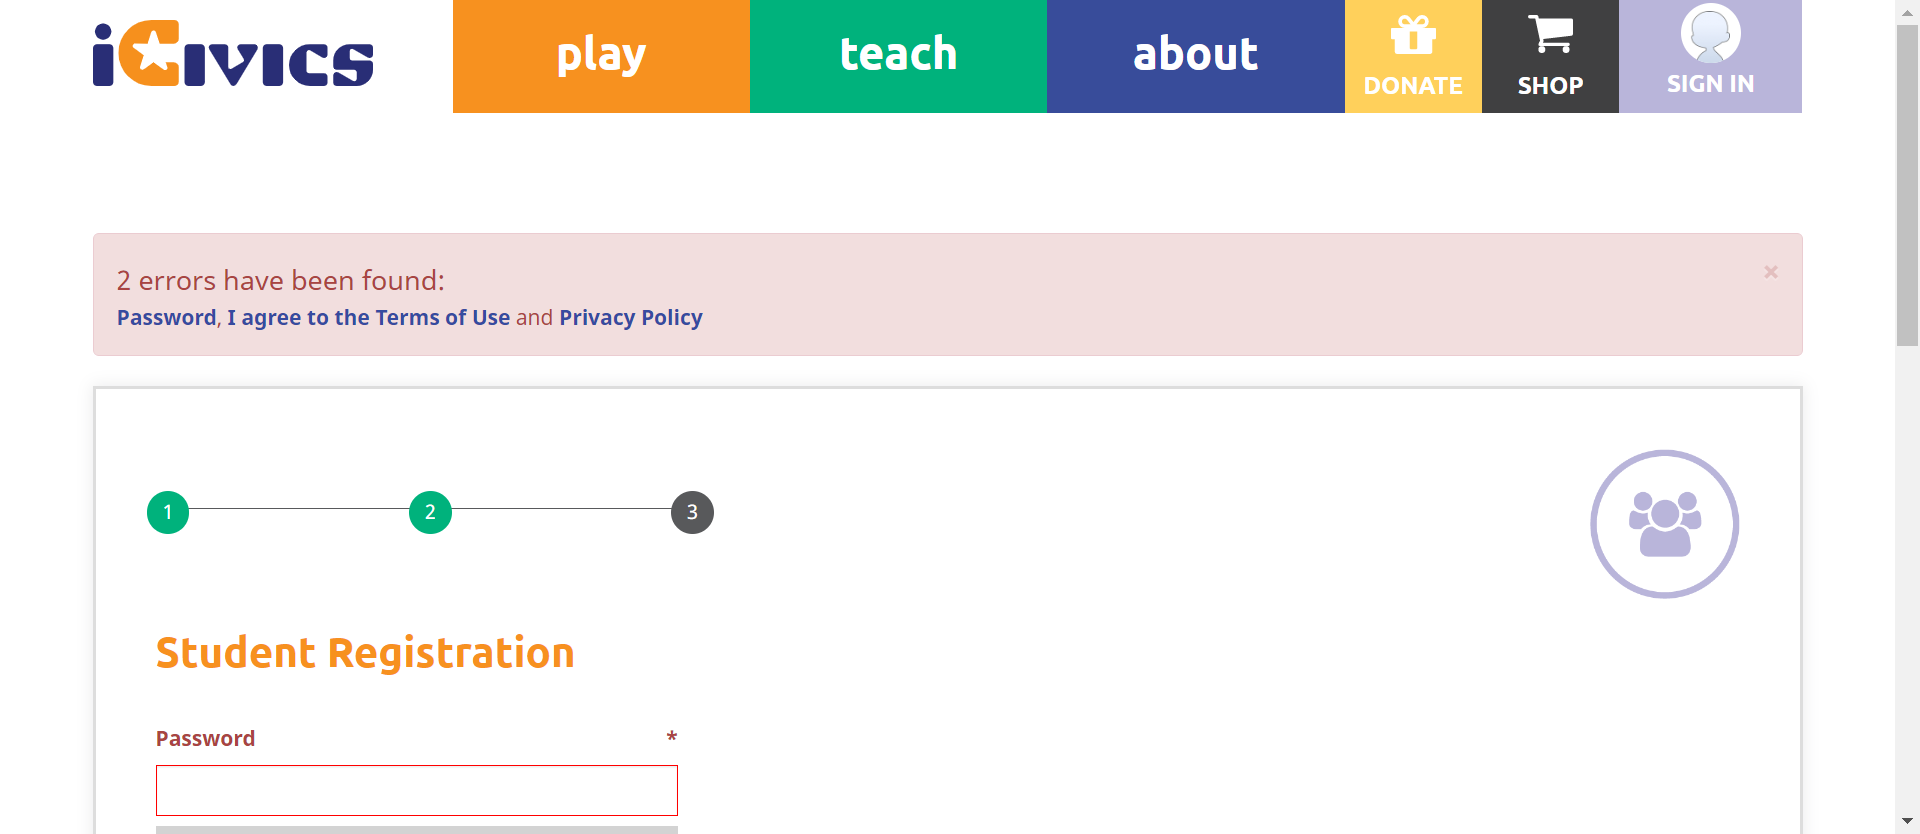 iCivics
play
teach
about
DONATE
SHOP
SIGN IN
2 errors have been found:
Password, I agree to the Terms of Use and Privacy Policy
×
1
2
3
Student Registration
Password *